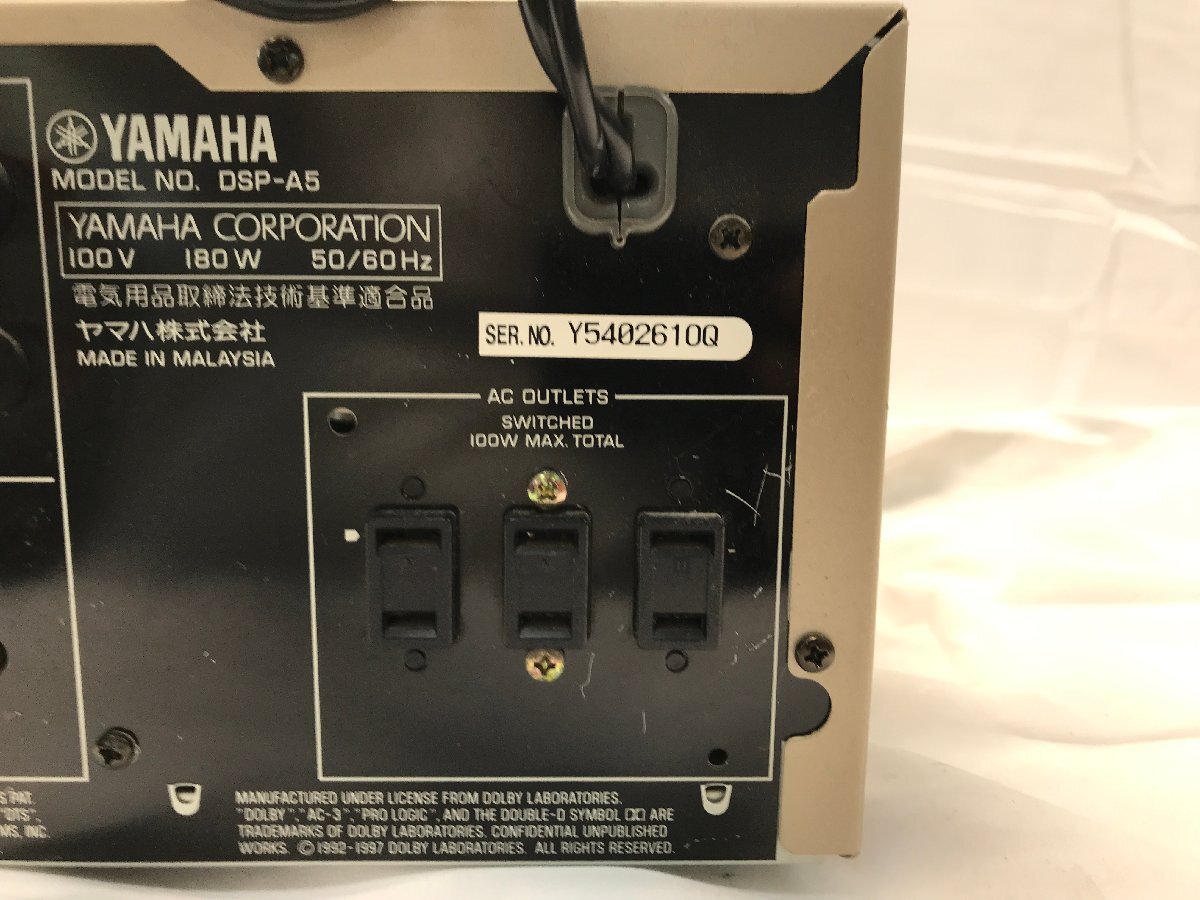 YAMAHA
MODEL NO. DSP-A5
YAMAHA CORPORATION
100V 180W 50/60Hz
電気用品取締法技術基準適合品
ヤマハ株式会社
MADE IN MALAYSIA
SER. NO. Y5402610Q
AC OUTLETS
SWITCHED
100W MAX. TOTAL
PAT.
"DTS",
INC.
MANUFACTURED UNDER LICENSE FROM DOLBY LABORATORIES.
"DOLBY", "AC-3", "PRO LOGIC", AND THE DOUBLE-D SYMBOL ARE
TRADEMARKS OF DOLBY LABORATORIES. CONFIDENTIAL UNPUBLISHED
WORKS. ©1992-1997 DOLBY LABORATORIES. ALL RIGHTS RESERVED.